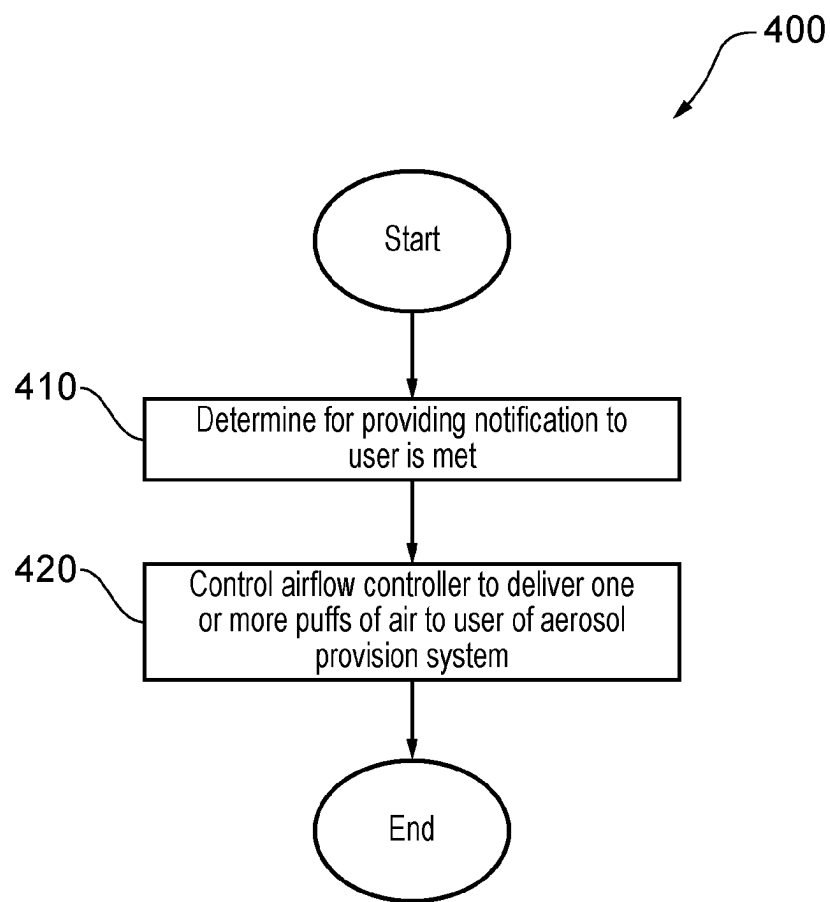 400
Start
410
Determine for providing notification to
user is met
420
Control airflow controller to deliver one
or more puffs of air to user of aerosol
provision system
End